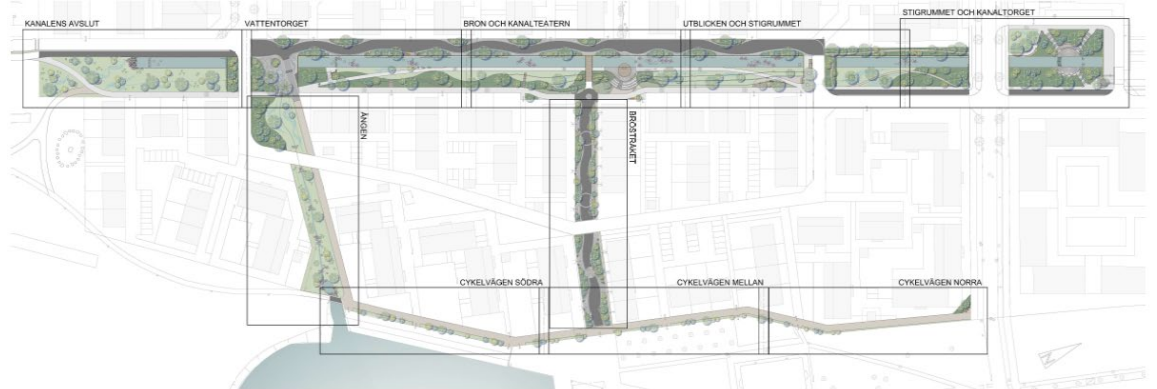 STIGRUMMET OCH KANALTORGET
KANALENS AVSLUT
VATTENTORGET
BRON OCH KANALTEATERN
UTBLICKEN OCH STIGRUMMET
ÄNGEN
BROSTRÅKET
CYKELVÄGEN SÖDRA
CYKELVÄGEN MELLAN
CYKELVÄGEN NORRA